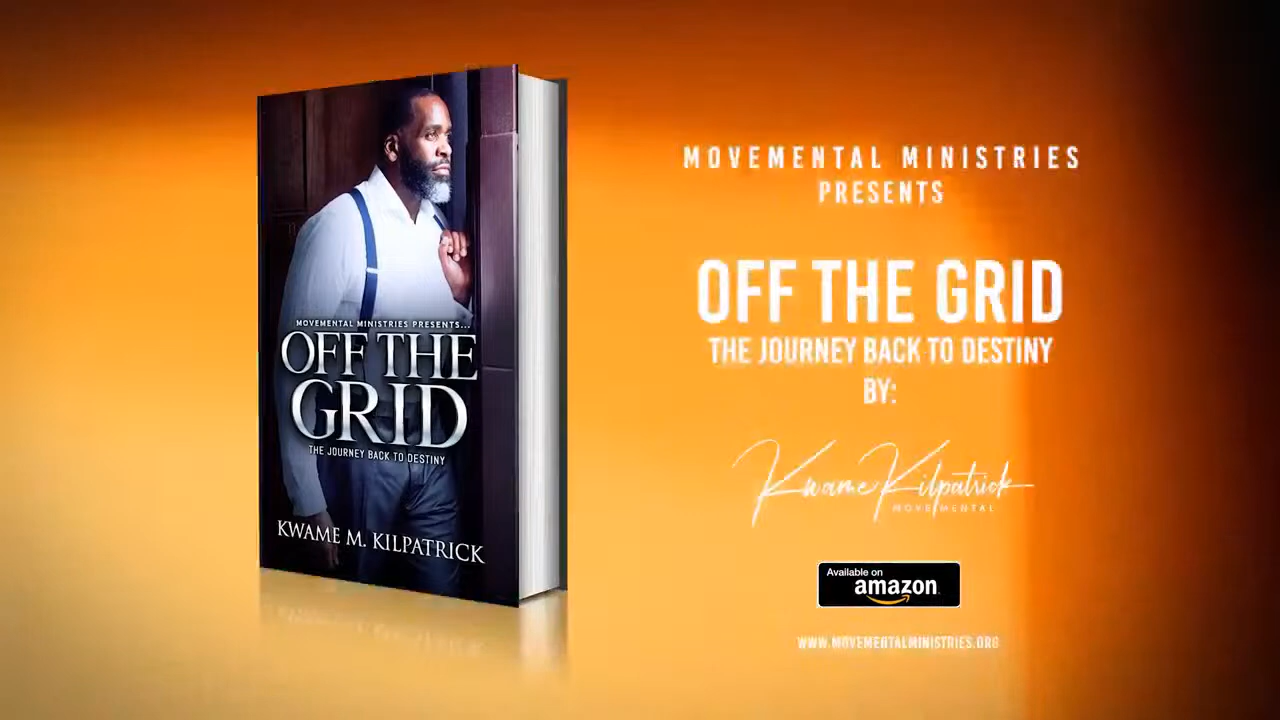 MOVEMENTAL MINISTRIES PRESENTS...
OFF THE
GRID
THE JOURNEY BACK TO DESTINY
KWAME M. KILPATRICK
MOVEMENTAL MINISTRIES
PRESENTS
OFF THE GRID
THE JOURNEY BACK TO DESTINY
BY:
Kwame Kilpatrick
MOVEMENTAL
Available on
amazon
WWW.MOVEMENTALMINISTRIES.ORG